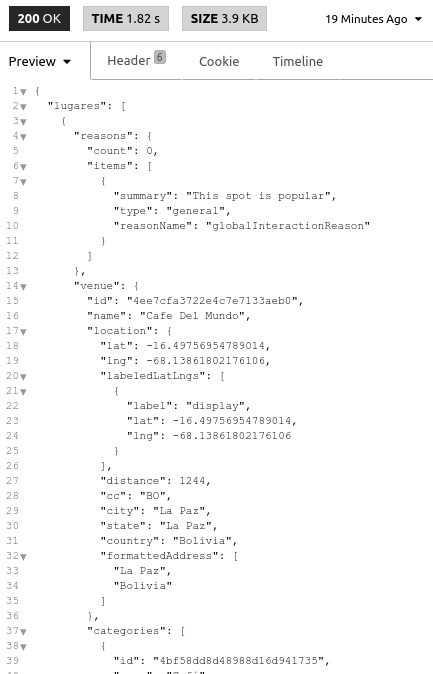 200 OK TIME 1.82 s SIZE 3.9 KB 19 Minutes Ago ▼
Preview ▼ Header 6 Cookie Timeline
1▼ {
2▼ "lugares": [
3▼ {
4▼ "reasons": {
5 "count": 0,
6▼ "items": [
7▼ {
8 "summary": "This spot is popular",
9 "type": "general",
10 "reasonName": "globalInteractionReason"
11 }
12 ]
13 },
14▼ "venue": {
15 "id": "4ee7cfa3722e4c7e7133aeb0",
16 "name": "Cafe Del Mundo",
17▼ "location": {
18 "lat": -16.49756954789014,
19 "lng": -68.13861802176106,
20▼ "labeledLatLngs": [
21▼ {
22 "label": "display",
23 "lat": -16.49756954789014,
24 "lng": -68.13861802176106
25 }
26 ],
27 "distance": 1244,
28 "cc": "BO",
29 "city": "La Paz",
30 "state": "La Paz",
31 "country": "Bolivia",
32▼ "formattedAddress": [
33 "La Paz",
34 "Bolivia"
35 ]
36 },
37▼ "categories": [
38▼ {
39 "id": "4bf58dd8d48988d16d941735",